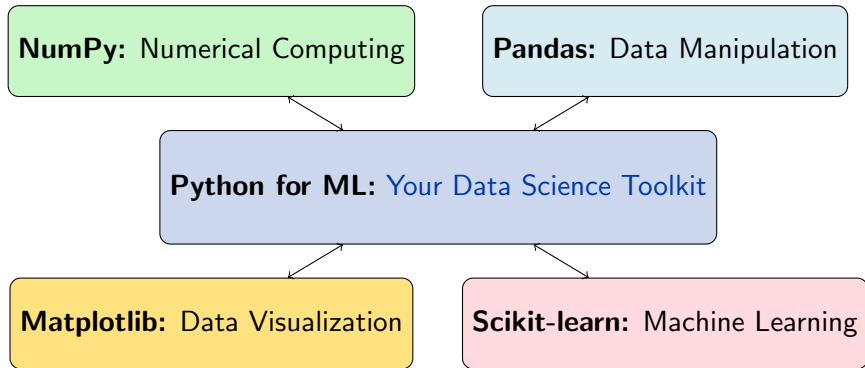 NumPy: Numerical Computing
Pandas: Data Manipulation
Python for ML: Your Data Science Toolkit
Matplotlib: Data Visualization
Scikit-learn: Machine Learning